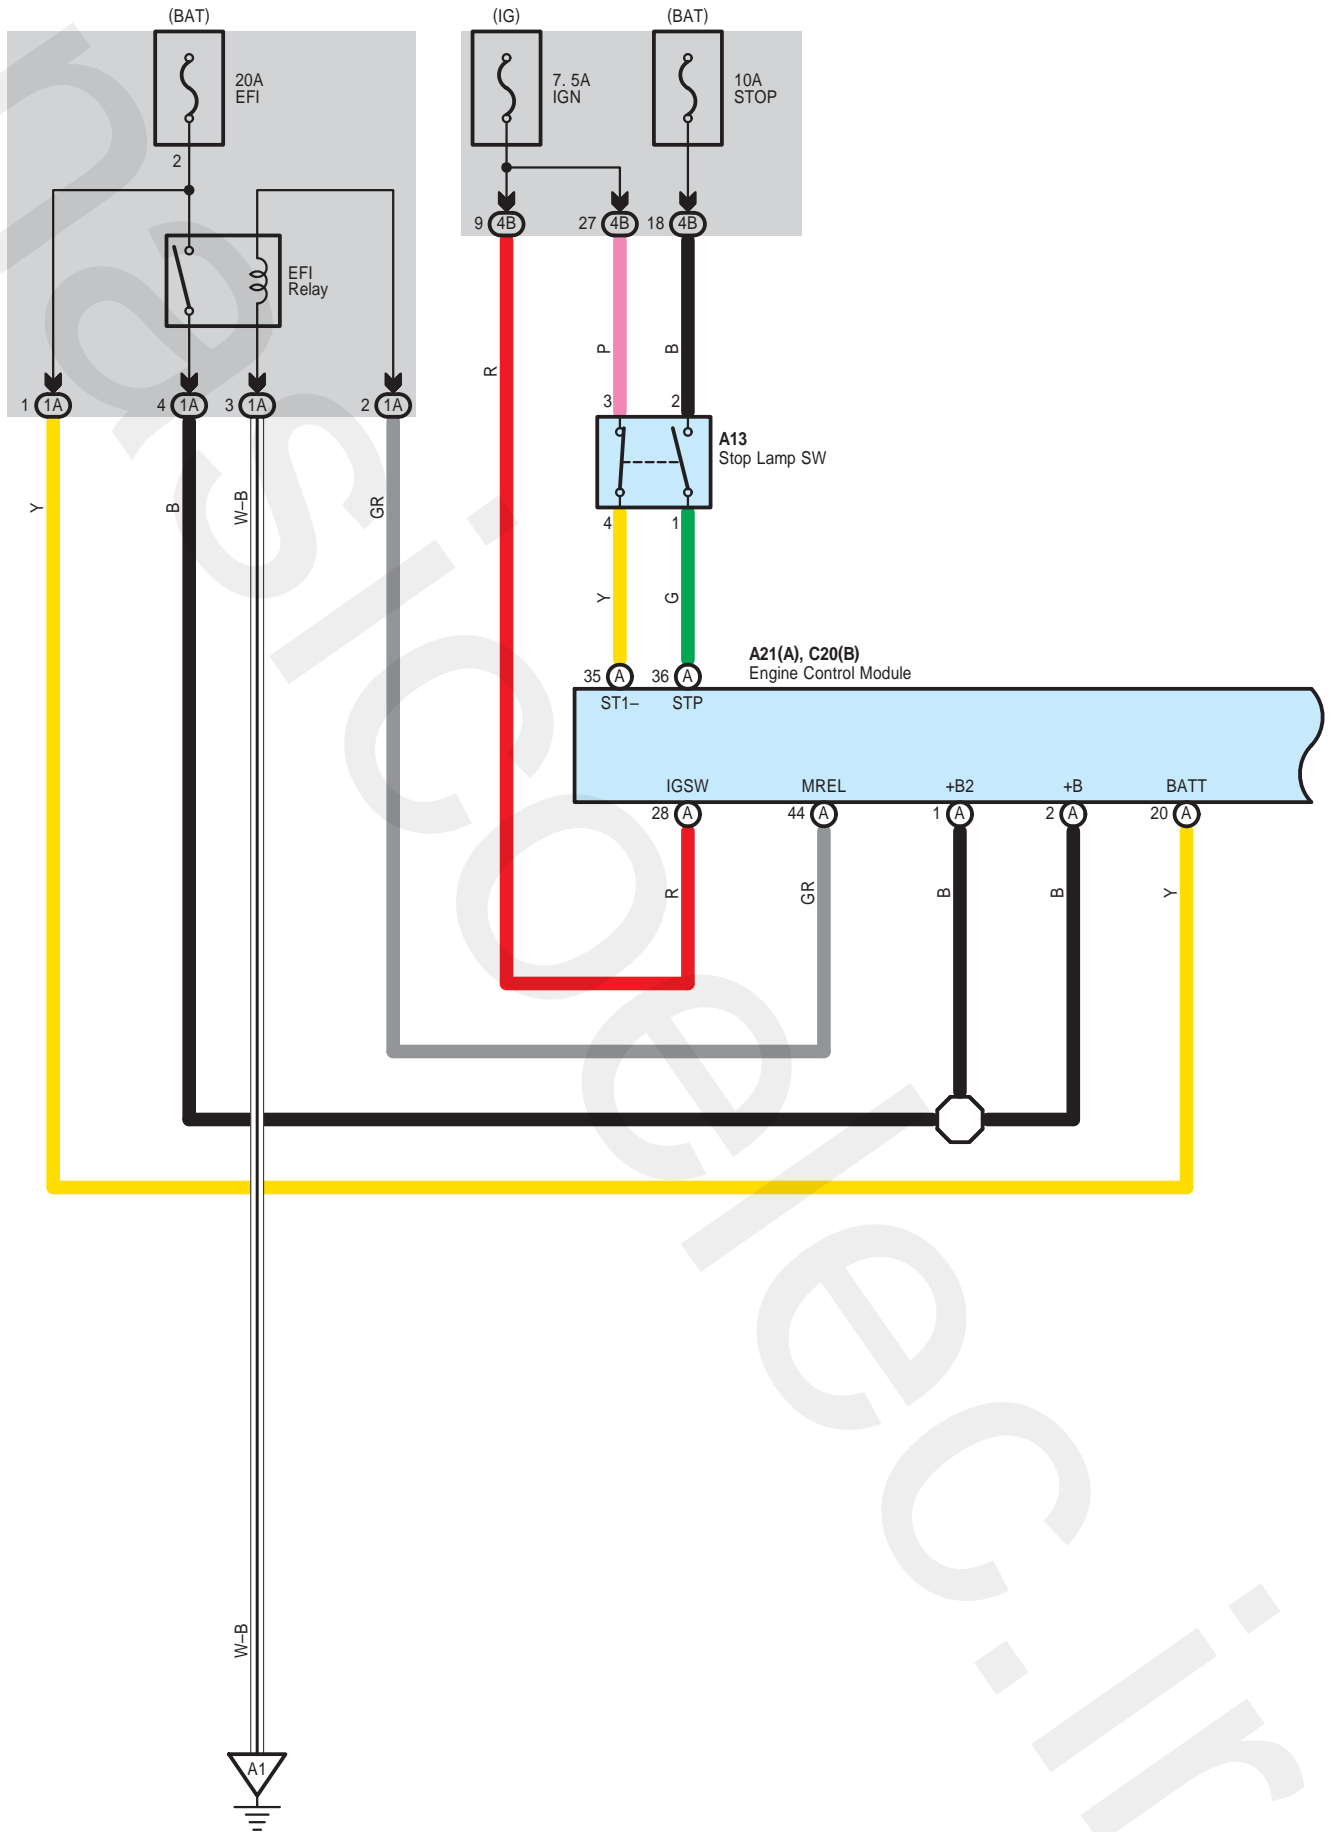 (BAT)
(IG)
(BAT)
20A
EFI
7. 5A
IGN
10A
STOP
2
9 4B
27 4B
18 4B
EFI
Relay
R
P
B
1 1A
4 1A
3 1A
2 1A
3
2
A13
Stop Lamp SW
Y
B
W–B
GR
4
1
Y
G
A21(A), C20(B)
Engine Control Module
35 A
36 A
ST1–
STP
IGSW
MREL
+B2
+B
BATT
28 A
44 A
1 A
2 A
20 A
R
GR
B
B
Y
W–B
A1
nasicoelec.ir